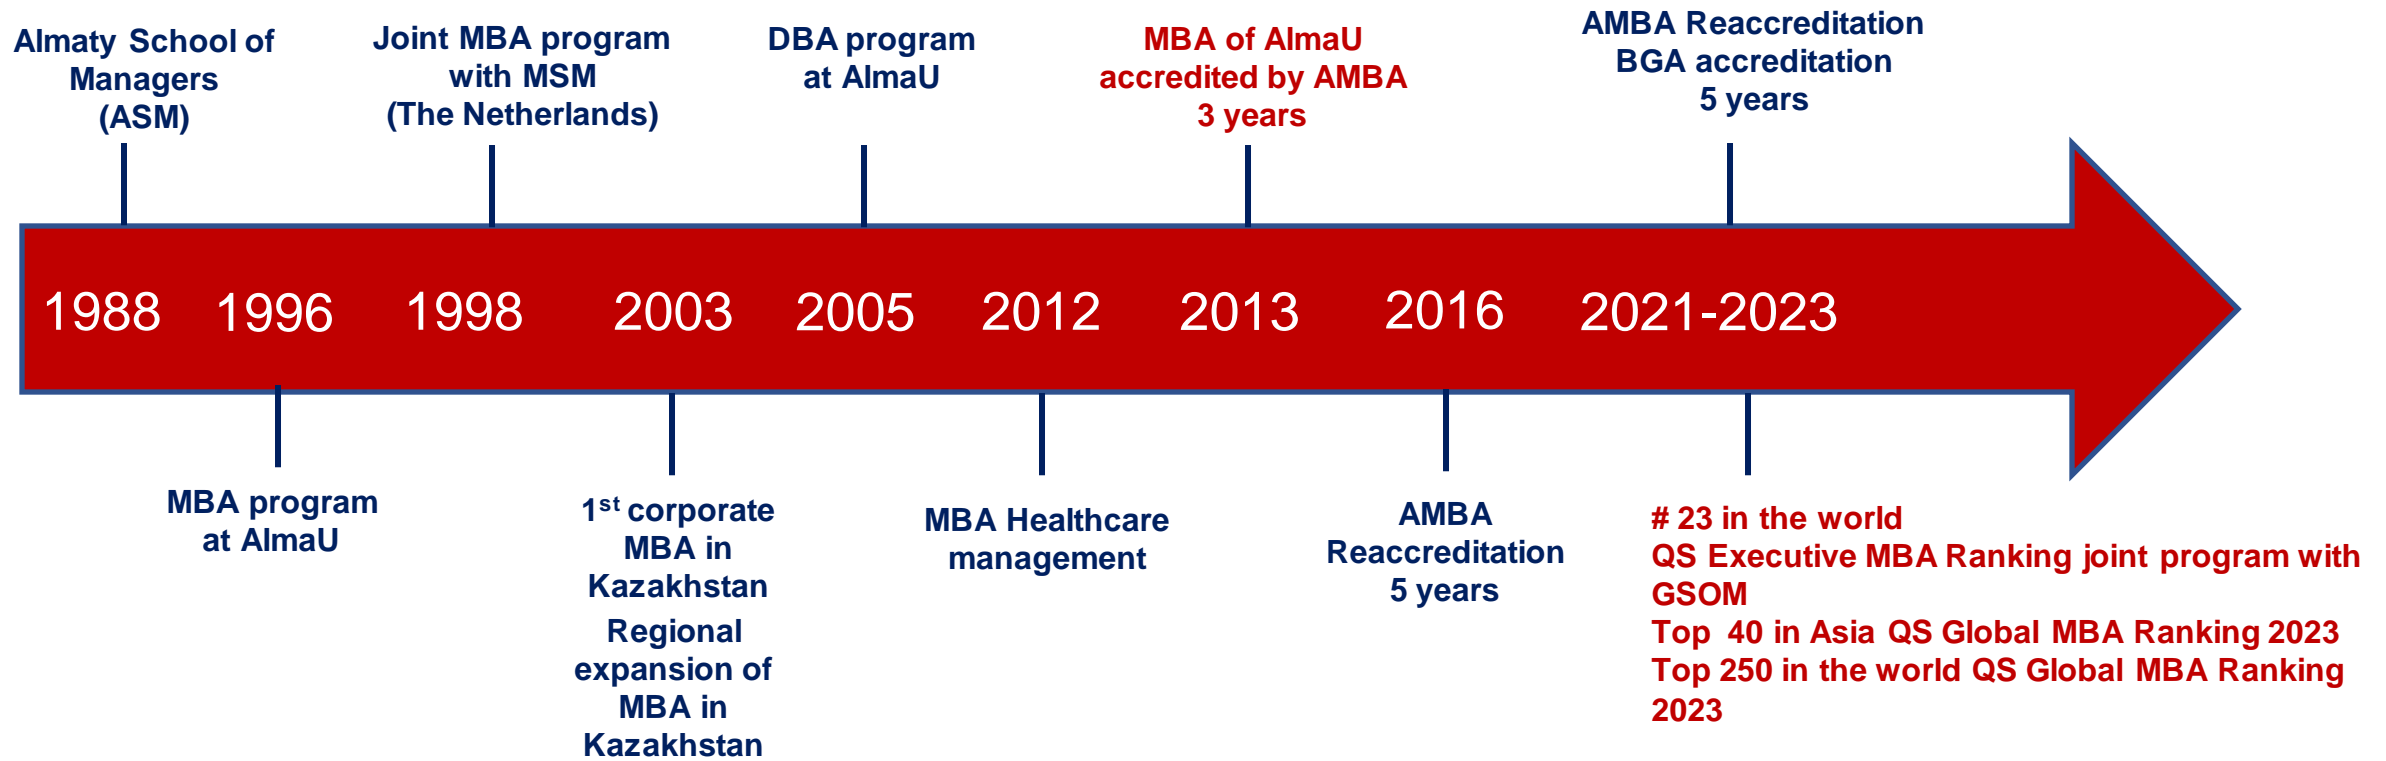 Almaty School of
Managers
(ASM)
Joint MBA program
with MSM
(The Netherlands)
DBA program
at AlmaU
MBA of AlmaU
accredited by AMBA
3 years
AMBA Reaccreditation
BGA accreditation
5 years
1988 1996 1998 2003 2005 2012 2013 2016 2021-2023
MBA program
at AlmaU
1st corporate
MBA in
Kazakhstan
Regional
expansion of
MBA in
Kazakhstan
MBA Healthcare
management
AMBA
Reaccreditation
5 years
# 23 in the world
QS Executive MBA Ranking joint program with
GSOM
Top 40 in Asia QS Global MBA Ranking 2023
Top 250 in the world QS Global MBA Ranking
2023